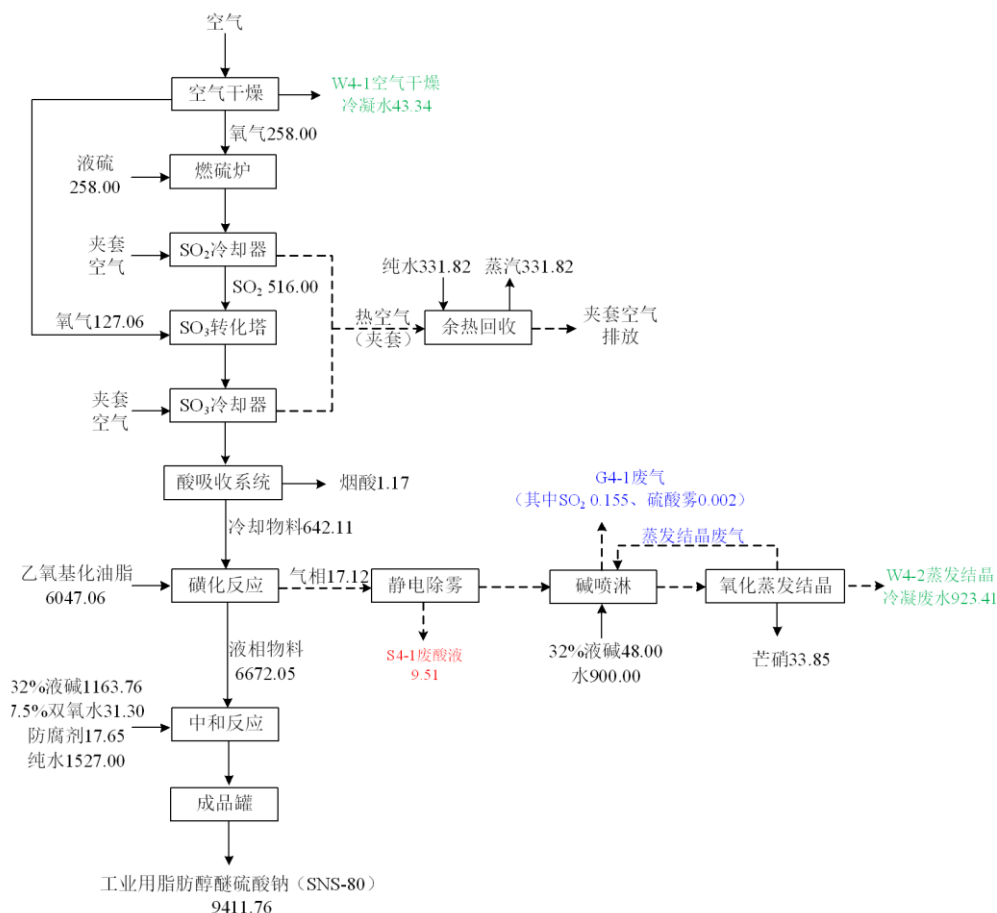 空气
空气干燥
W4-1空气干燥
冷凝水43.34
氧气258.00
液硫
258.00
燃硫炉
夹套
空气
SO₂冷却器
SO₂ 516.00
纯水331.82
蒸汽331.82
氧气127.06
SO₃转化塔
热空气
（夹套）
余热回收
夹套空气
排放
夹套
空气
SO₃冷却器
酸吸收系统
烟酸1.17
G4-1废气
（其中SO₂ 0.155、硫酸雾0.002）
冷却物料642.11
蒸发结晶废气
乙氧基化油脂
6047.06
磺化反应
气相17.12
静电除雾
碱喷淋
氧化蒸发结晶
W4-2蒸发结晶
冷凝废水923.41
液相物料
6672.05
S4-1废酸液
9.51
32%液碱48.00
水900.00
芒硝33.85
32%液碱1163.76
7.5%双氧水31.30
防腐剂17.65
纯水1527.00
中和反应
成品罐
工业用脂肪醇醚硫酸钠（SNS-80）
9411.76